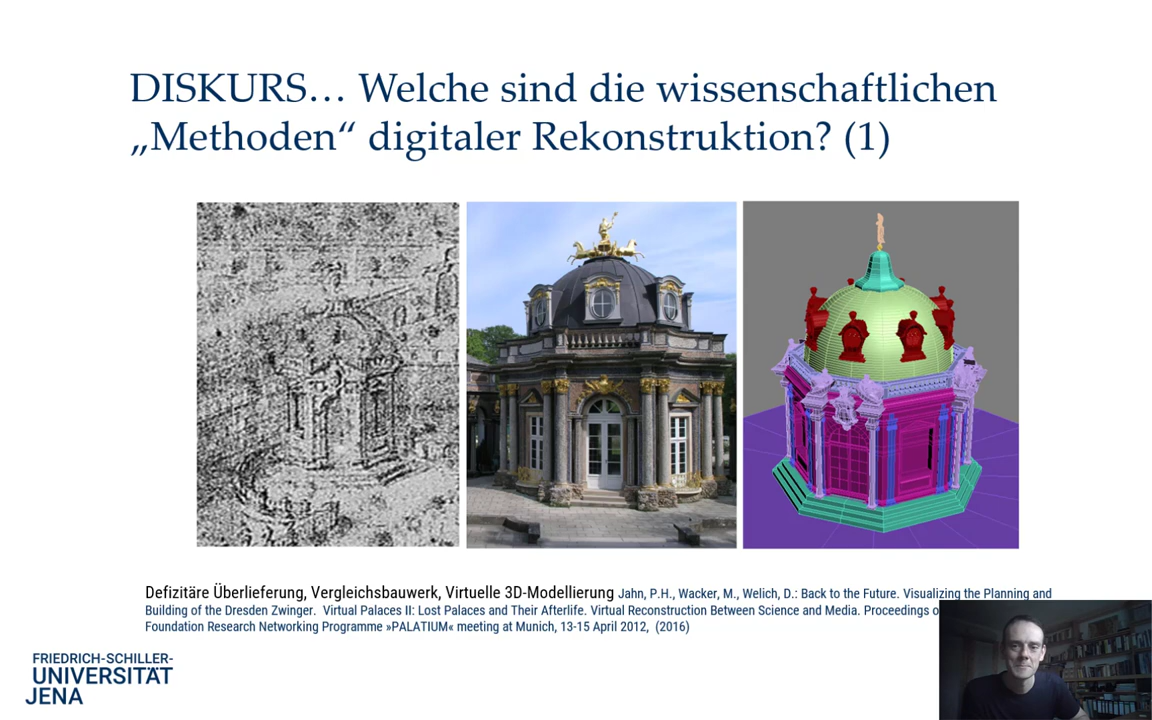 DISKURS… Welche sind die wissenschaftlichen
„Methoden“ digitaler Rekonstruktion? (1)
Defizitäre Überlieferung, Vergleichsbauwerk, Virtuelle 3D-Modellierung Jahn, P.H., Wacker, M., Welich, D.: Back to the Future. Visualizing the Planning and
Building of the Dresden Zwinger. Virtual Palaces II: Lost Palaces and Their Afterlife. Virtual Reconstruction Between Science and Media. Proceedings o
Foundation Research Networking Programme »PALATIUM« meeting at Munich, 13-15 April 2012, (2016)
FRIEDRICH-SCHILLER-
UNIVERSITÄT
JENA